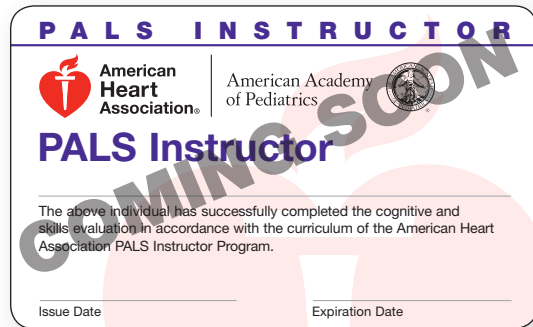 PALS INSTRUCTOR
American
Heart
Association®
American Academy
of Pediatrics
PALS Instructor
COMING SOON
The above individual has successfully completed the cognitive and
skills evaluation in accordance with the curriculum of the American Heart
Association PALS Instructor Program.
Issue Date
Expiration Date